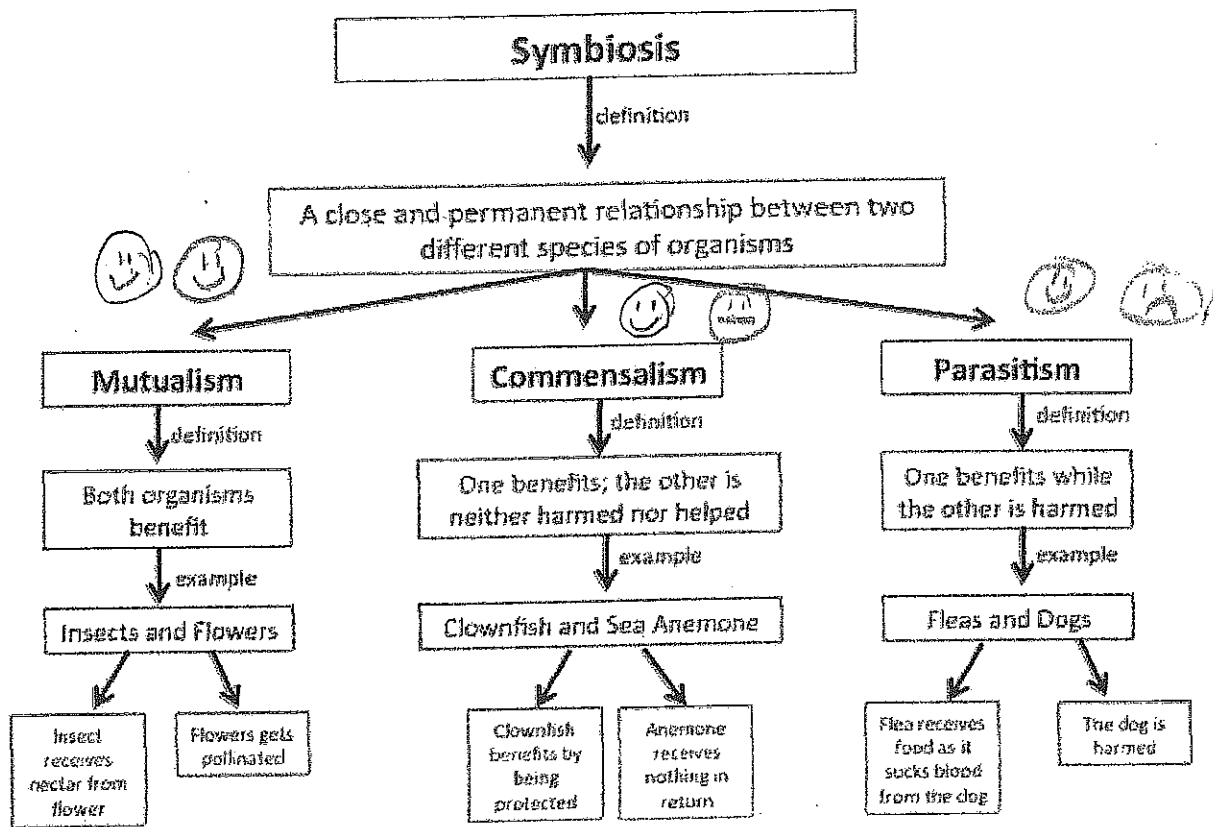 Symbiosis
definition
A close and permanent relationship between two
different species of organisms
Mutualism
definition
Both organisms
benefit
example
Insects and Flowers
Insect
receives
nectar from
flower
Flowers gets
pollinated
Commensalism
definition
One benefits; the other is
neither harmed nor helped
example
Clownfish and Sea Anemone
Clownfish
benefits by
being
protected
Anemone
receives
nothing in
return
Parasitism
definition
One benefits while
the other is harmed
example
Fleas and Dogs
Flea receives
food as it
sucks blood
from the dog
The dog is
harmed